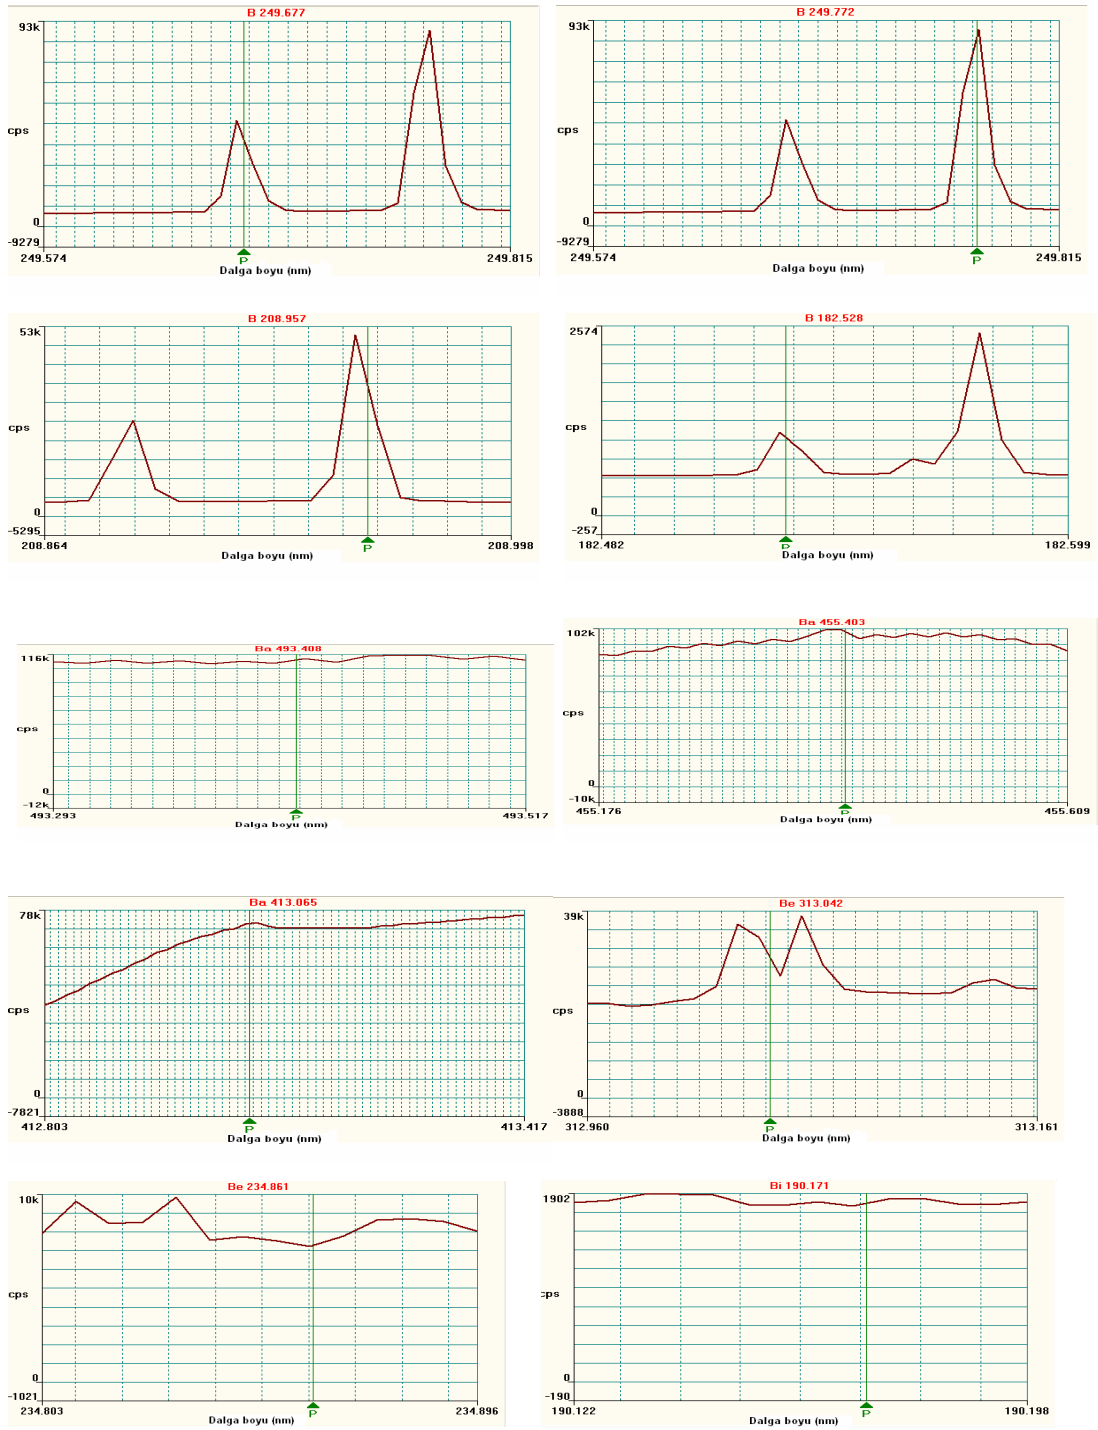 B 249.677
93k
cps
0
-9279
249.574
249.815
P
Dalga boyu (nm)
B 249.772
93k
cps
0
-9279
249.574
249.815
P
Dalga boyu (nm)
B 208.957
53k
cps
0
-5295
208.864
208.998
P
Dalga boyu (nm)
B 182.528
2574
cps
0
-257
182.482
182.599
P
Dalga boyu (nm)
Ba 493.408
116k
cps
0
-12k
493.293
493.517
P
Dalga boyu (nm)
Ba 455.403
102k
cps
0
-10k
455.176
455.609
P
Dalga boyu (nm)
Ba 413.065
78k
cps
0
-7821
412.803
413.417
P
Dalga boyu (nm)
Be 313.042
39k
cps
0
-3888
312.960
313.161
P
Dalga boyu (nm)
Be 234.861
10k
cps
0
-1021
234.803
234.896
P
Dalga boyu (nm)
Bi 190.171
1902
cps
0
-190
190.122
190.198
P
Dalga boyu (nm)